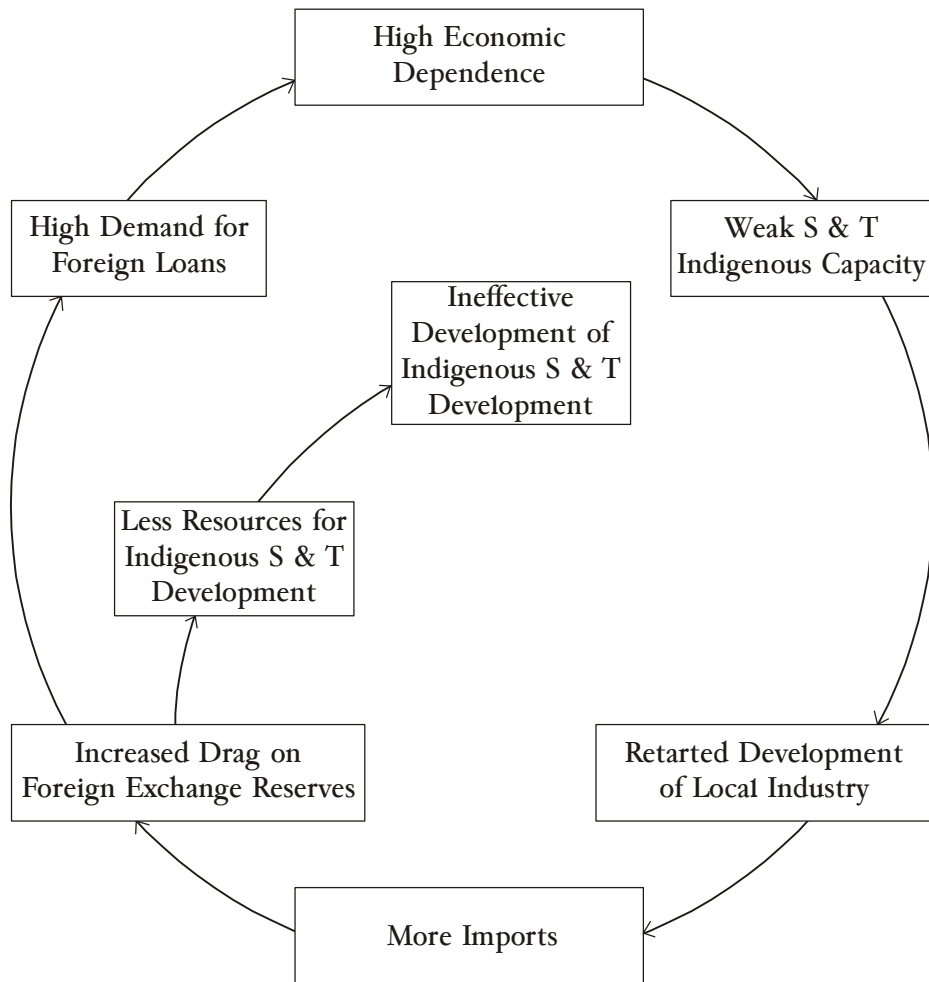 High Economic
Dependence
High Demand for
Foreign Loans
Weak S & T
Indigenous Capacity
Ineffective
Development of
Indigenous S & T
Development
Less Resources for
Indigenous S & T
Development
Increased Drag on
Foreign Exchange Reserves
Retarted Development
of Local Industry
More Imports